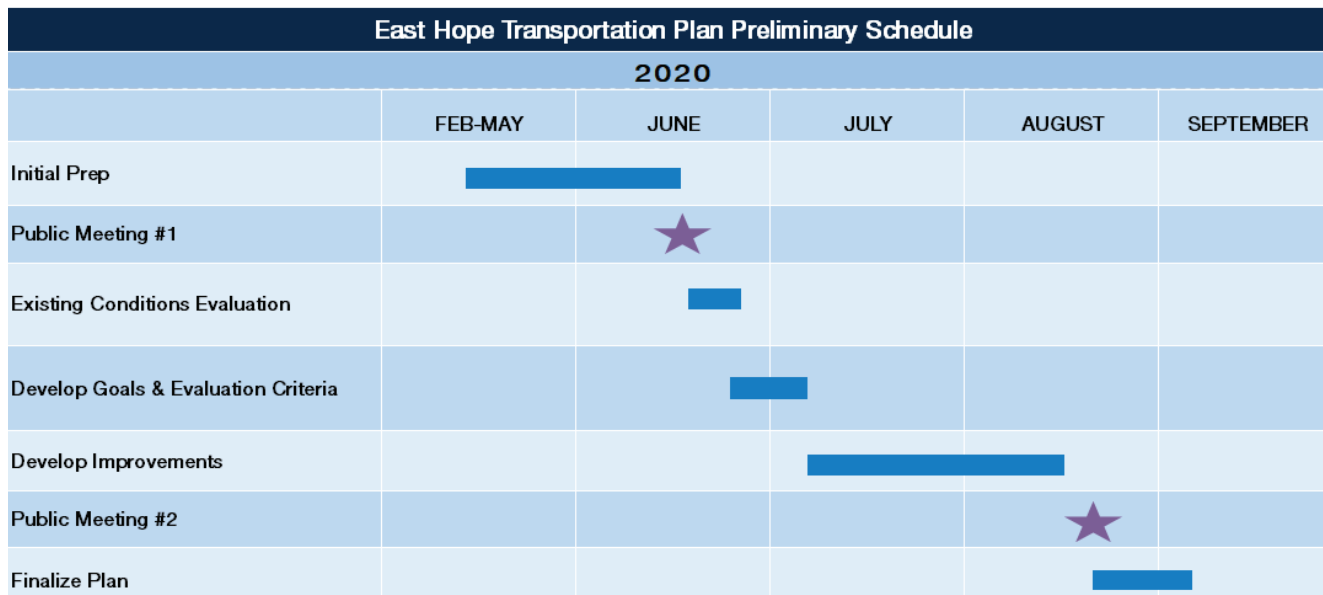 East Hope Transportation Plan Preliminary Schedule
2020
FEB-MAY JUNE JULY AUGUST SEPTEMBER
Initial Prep
Public Meeting #1
Existing Conditions Evaluation
Develop Goals & Evaluation Criteria
Develop Improvements
Public Meeting #2
Finalize Plan